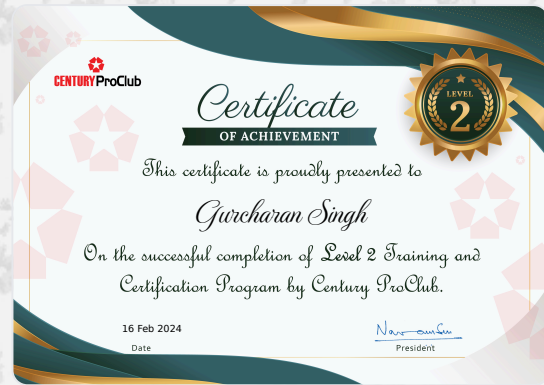 CENTURY ProClub
LEVEL
2
Certificate
OF ACHIEVEMENT
This certificate is proudly presented to
Gurcharan Singh
On the successful completion of Level 2 Training and
Certification Program by Century ProClub.
16 Feb 2024
Date
President